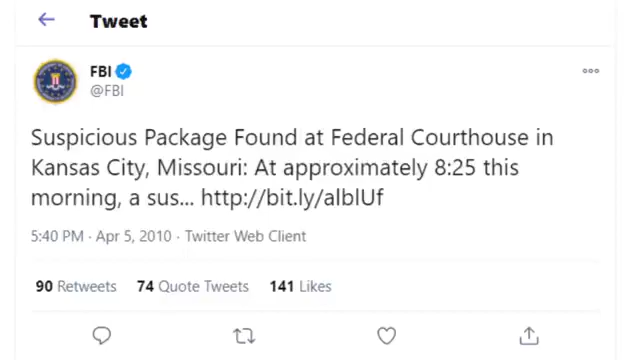 Tweet
FBI
@FBI
Suspicious Package Found at Federal Courthouse in
Kansas City, Missouri: At approximately 8:25 this
morning, a sus... http://bit.ly/alblUf
5:40 PM · Apr 5, 2010 · Twitter Web Client
90 Retweets 74 Quote Tweets 141 Likes